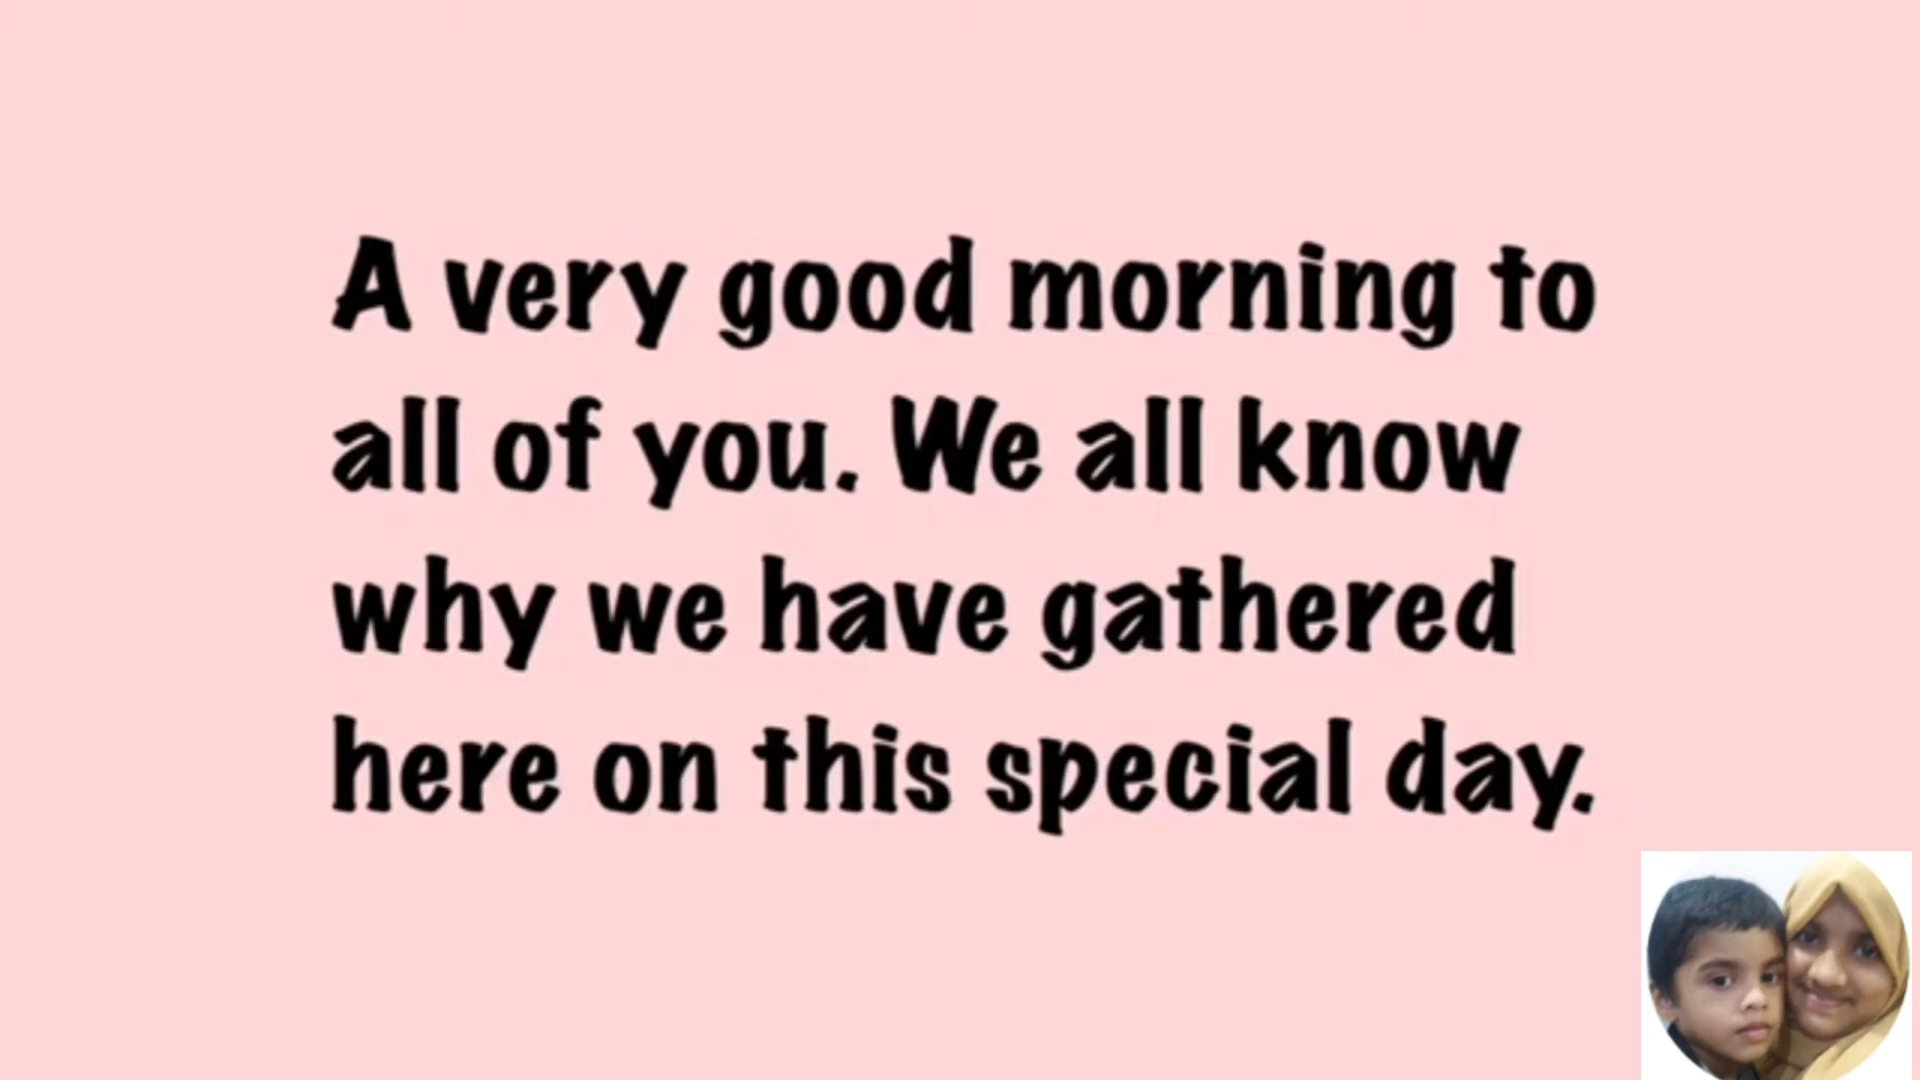 A very good morning to
all of you. We all know
why we have gathered
here on this special day.